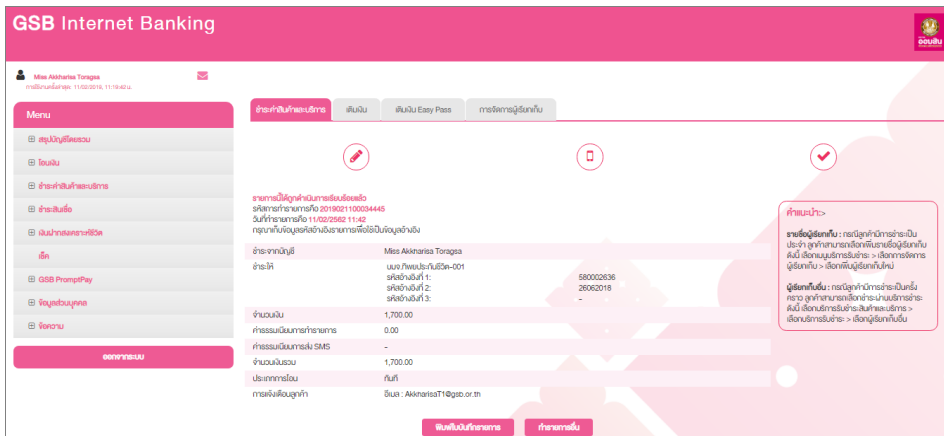 GSB Internet Banking
ออมสิน
Miss Akkharisa Toragsa
การใช้งานครั้งล่าสุด 11/02/2019, 11:19:42 น.
Menu
สรุปบัญชีโดยรวม
โอนเงิน
ชำระค่าสินค้าและบริการ
ชำระสินเชื่อ
เงินฝากสงเคราะห์ชีวิต
เช็ค
GSB PromptPay
ข้อมูลส่วนบุคคล
ข้อความ
ออกจากระบบ
ชำระค่าสินค้าและบริการ เติมเงิน เติมเงิน Easy Pass การจัดการผู้เรียกเก็บ
รายการนี้ได้ถูกดำเนินการเรียบร้อยแล้ว
รหัสการทำรายการคือ 2019021100034445
วันที่ทำรายการคือ 11/02/2562 11:42
กรุณาเก็บข้อมูลรหัสอ้างอิงรายการเพื่อใช้เป็นข้อมูลอ้างอิง
ชำระจากบัญชี Miss Akkharisa Toragsa
ชำระให้ บมจ.ทิพยประกันชีวิต-001
รหัสอ้างอิงที่ 1: 580002636
รหัสอ้างอิงที่ 2: 26062018
รหัสอ้างอิงที่ 3: -
จำนวนเงิน 1,700.00
ค่าธรรมเนียมการทำรายการ 0.00
ค่าธรรมเนียมการส่ง SMS -
จำนวนเงินรวม 1,700.00
ประเภทการโอน ทันที
การแจ้งเตือนลูกค้า อีเมล : AkkharisaT1@gsb.or.th
พิมพ์ใบบันทึกรายการ ทำรายการอื่น
คำแนะนำ:>
รายชื่อผู้เรียกเก็บ : กรณีลูกค้ามีการชำระเป็น
ประจำ ลูกค้าสามารถเลือกเพิ่มรายชื่อผู้เรียกเก็บ
ดังนี้ เลือกเมนูบริการรับชำระ > เลือกการจัดการ
ผู้เรียกเก็บ > เลือกเพิ่มผู้เรียกเก็บใหม่
ผู้เรียกเก็บอื่น : กรณีลูกค้ามีการชำระเป็นครั้ง
คราว ลูกค้าสามารถเลือกชำระผ่านบริการชำระ
ดังนี้ เลือกบริการรับชำระสินค้าและบริการ >
เลือกบริการรับชำระ > เลือกผู้เรียกเก็บอื่น